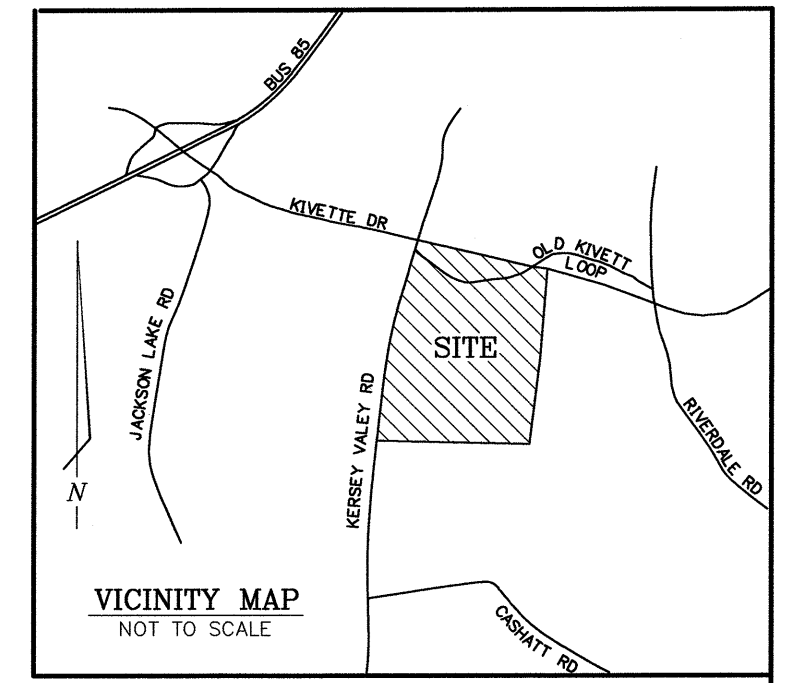 BUS 85
KIVETTE DR
OLD KIVETT
LOOP
JACKSON LAKE RD
SITE
KERSEY VALEY RD
RIVERDALE RD
N
VICINITY MAP
NOT TO SCALE
CASHATT RD